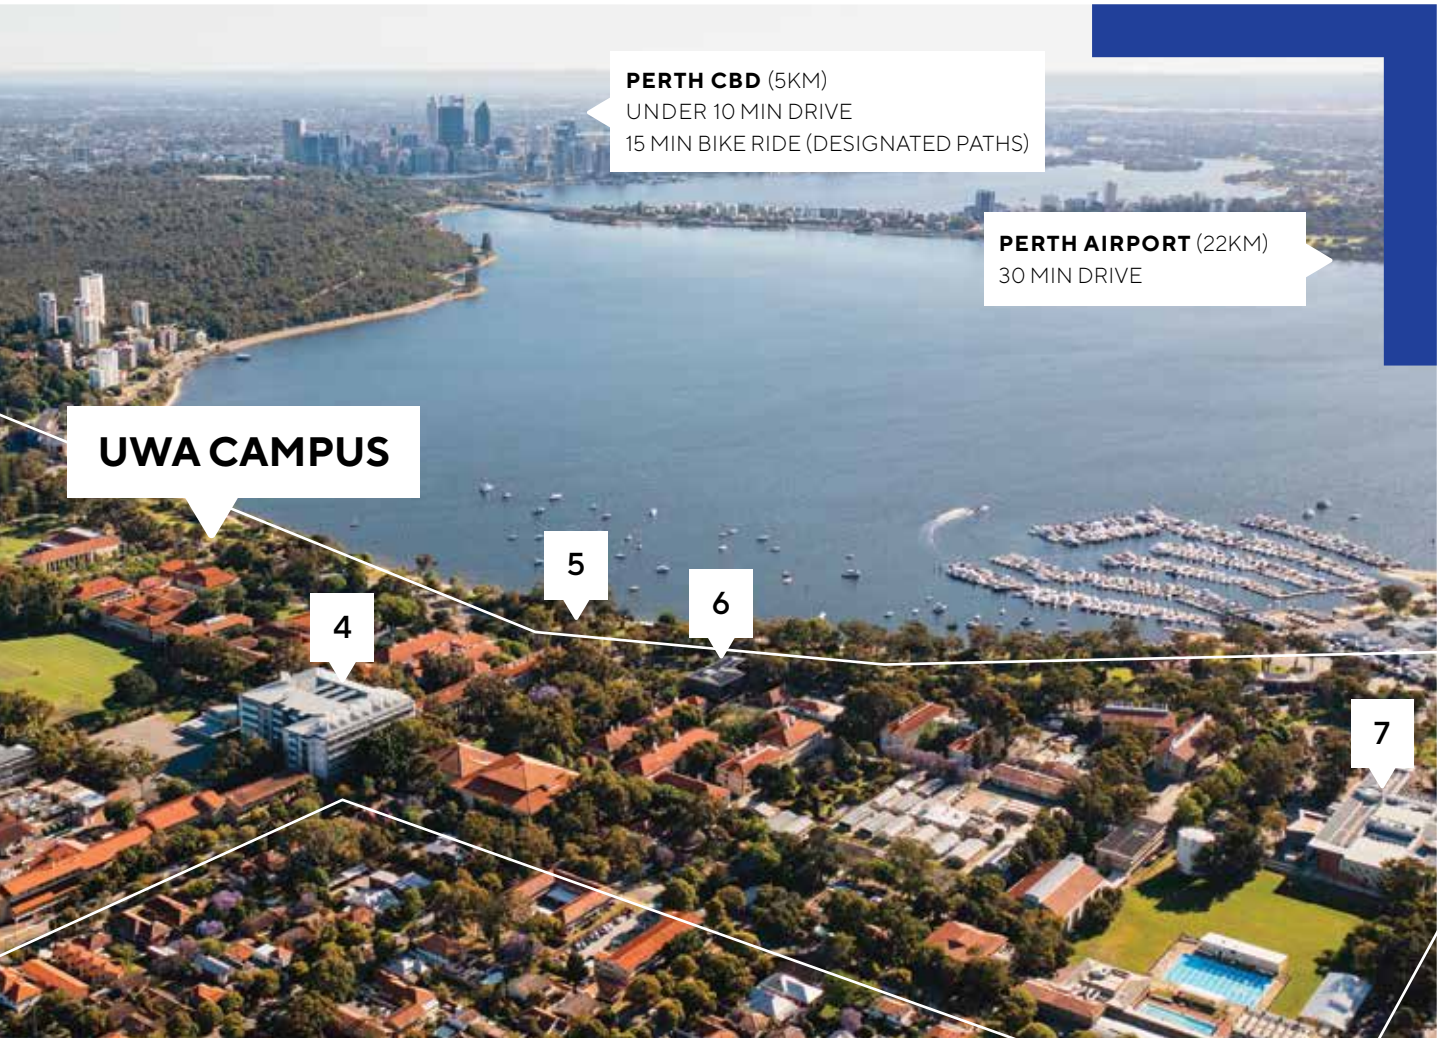 PERTH CBD (5KM)
UNDER 10 MIN DRIVE
15 MIN BIKE RIDE (DESIGNATED PATHS)
PERTH AIRPORT (22KM)
30 MIN DRIVE
UWA CAMPUS
5
6
4
7